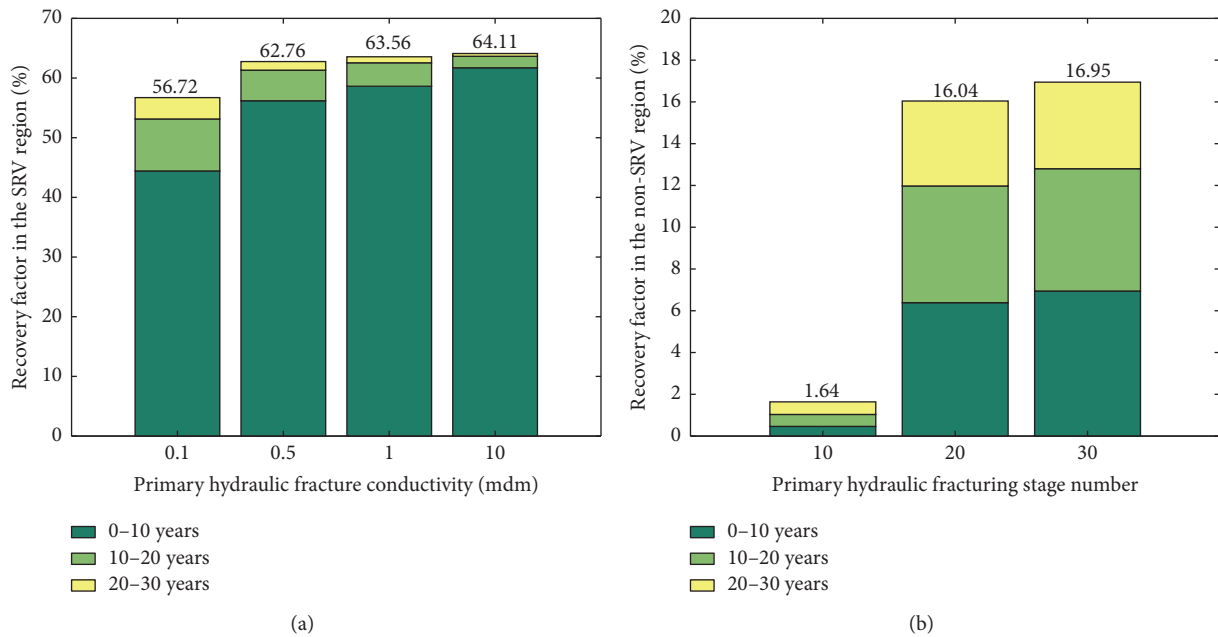 70
60
50
40
30
20
10
0
Recovery factor in the SRV region (%)
56.72
62.76
63.56
64.11
0.1
0.5
1
10
Primary hydraulic fracture conductivity (mdm)
0–10 years
10–20 years
20–30 years
(a)
20
18
16
14
12
10
8
6
4
2
0
Recovery factor in the non-SRV region (%)
1.64
16.04
16.95
10
20
30
Primary hydraulic fracturing stage number
0–10 years
10–20 years
20–30 years
(b)